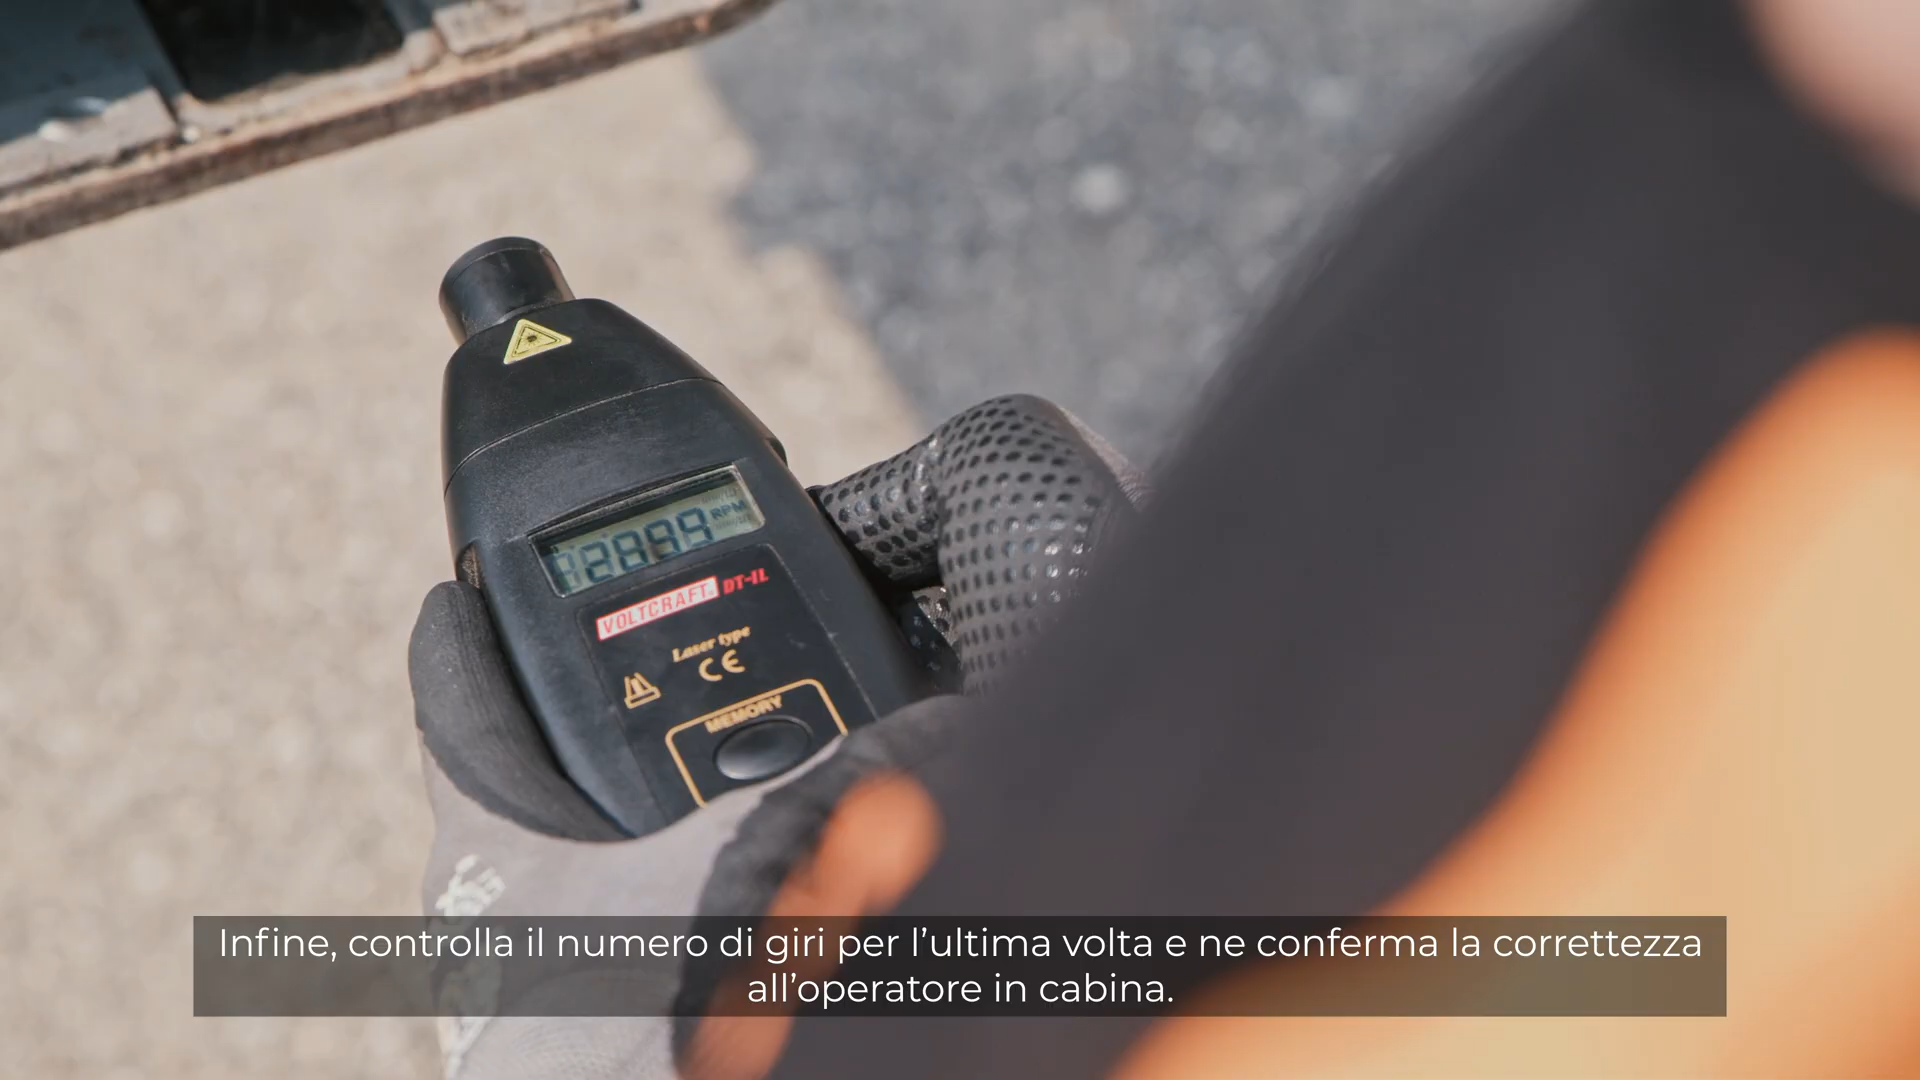 RPM
VOLTCRAFT® DT-1L
Laser type
CE
MEMORY
Infine, controlla il numero di giri per l’ultima volta e ne conferma la correttezza
all’operatore in cabina.